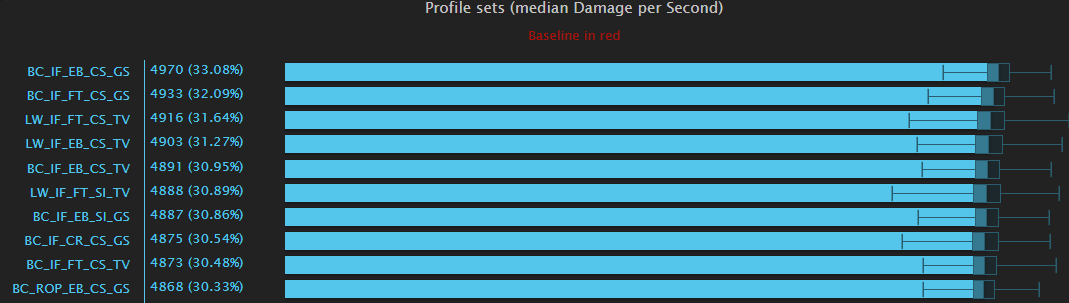 Profile sets (median Damage per Second)
Baseline in red
BC_IF_EB_CS_GS 4970 (33.08%)
BC_IF_FT_CS_GS 4933 (32.09%)
LW_IF_FT_CS_TV 4916 (31.64%)
LW_IF_EB_CS_TV 4903 (31.27%)
BC_IF_EB_CS_TV 4891 (30.95%)
LW_IF_FT_SI_TV 4888 (30.89%)
BC_IF_EB_SI_GS 4887 (30.86%)
BC_IF_CR_CS_GS 4875 (30.54%)
BC_IF_FT_CS_TV 4873 (30.48%)
BC_ROP_EB_CS_GS 4868 (30.33%)